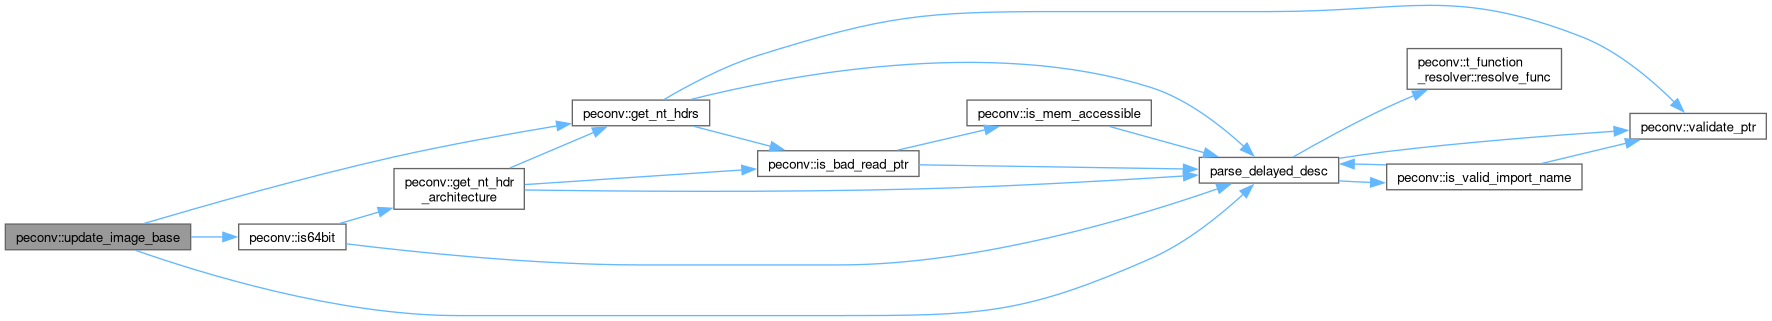 peconv::update_image_base
peconv::is64bit
peconv::get_nt_hdr
_architecture
peconv::get_nt_hdrs
peconv::is_bad_read_ptr
peconv::is_mem_accessible
parse_delayed_desc
peconv::t_function
_resolver::resolve_func
peconv::is_valid_import_name
peconv::validate_ptr